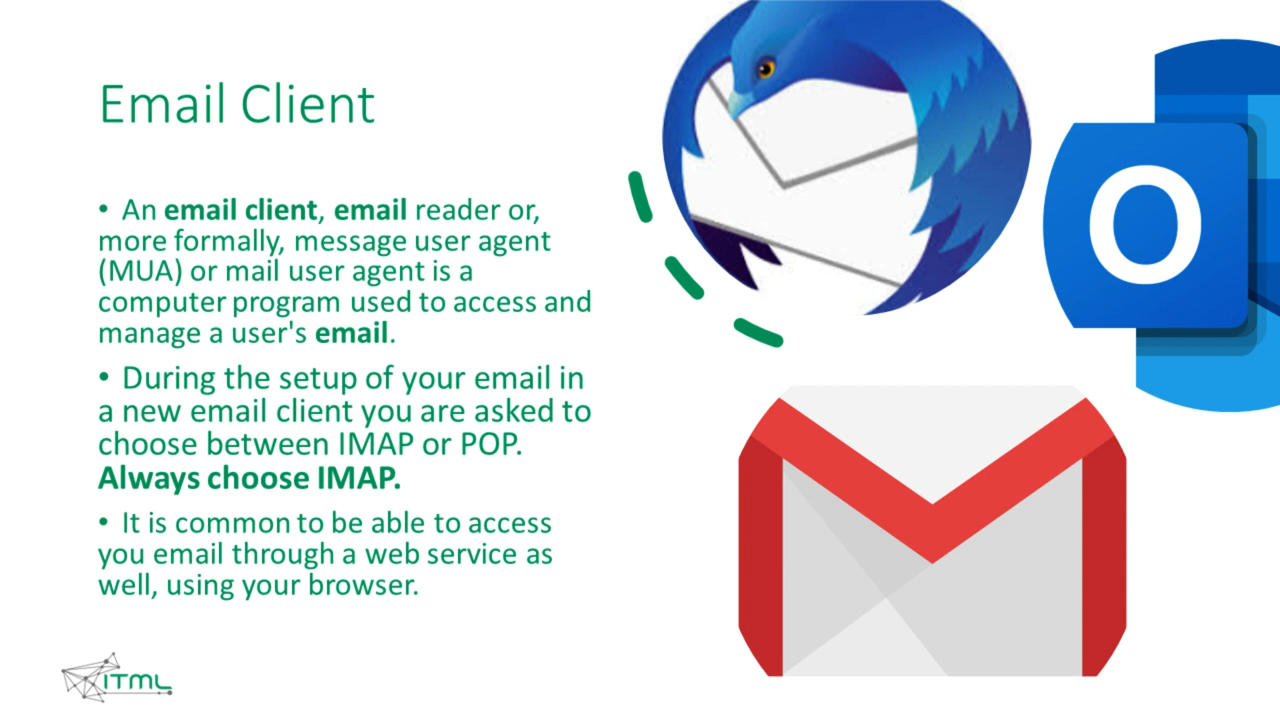 Email Client
• An email client, email reader or,
more formally, message user agent
(MUA) or mail user agent is a
computer program used to access and
manage a user's email.
• During the setup of your email in
a new email client you are asked to
choose between IMAP or POP.
Always choose IMAP.
• It is common to be able to access
you email through a web service as
well, using your browser.
ITML
O